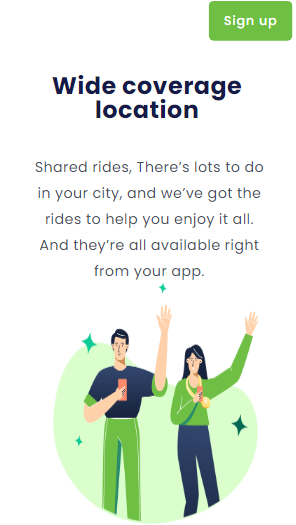 Sign up
Wide coverage
location
Shared rides, There’s lots to do
in your city, and we’ve got the
rides to help you enjoy it all.
And they’re all available right
from your app.